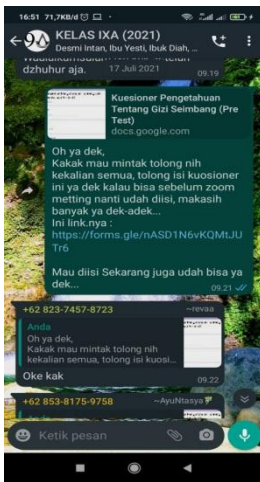 16:51 71,7KB/d
KELAS IXA (2021)
Desmi Intan, Ibu Yesti, Ibuk Diah, ...
dzhuhur aja.
17 Juli 2021
09.19
Kuesioner Pengetahuan
Tentang Gizi Seimbang (Pre
Test)
docs.google.com
Oh ya dek,
Kakak mau mintak tolong nih
kekalian semua, tolong isi kuosioner
ini ya dek kalau bisa sebelum zoom
metting nanti udah diisi, makasih
banyak ya dek-adek...
Ini link.nya :
https://forms.gle/nASD1N6vKQMtJU
Tr6
Mau diisi Sekarang juga udah bisa ya
dek...
09.21
+62 823-7457-8723
~revaa
Anda
Oh ya dek,
Kakak mau mintak tolong nih
kekalian semua, tolong isi kuosi...
Oke kak
09.22
+62 853-8175-9758
~AyuNtasya
Ketik pesan